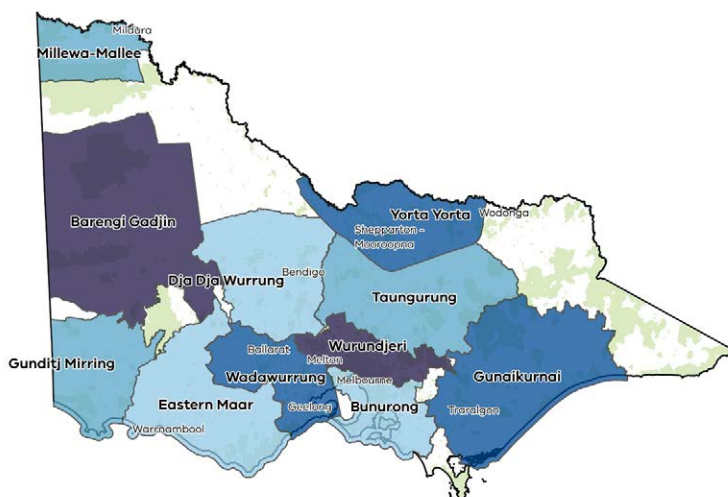 Mildura
Millewa-Mallee
Barengi Gadjin
Yorta Yorta
Wodonga
Shepparton -
Mooroopna
Dja Dja Wurrung
Bendigo
Taungurung
Gunditj Mirring
Ballarat
Wurundjeri
Melton
Wadawurrung
Melbourne
Gunaikurnai
Eastern Maar
Geelong
Bunurong
Traralgon
Warrnambool